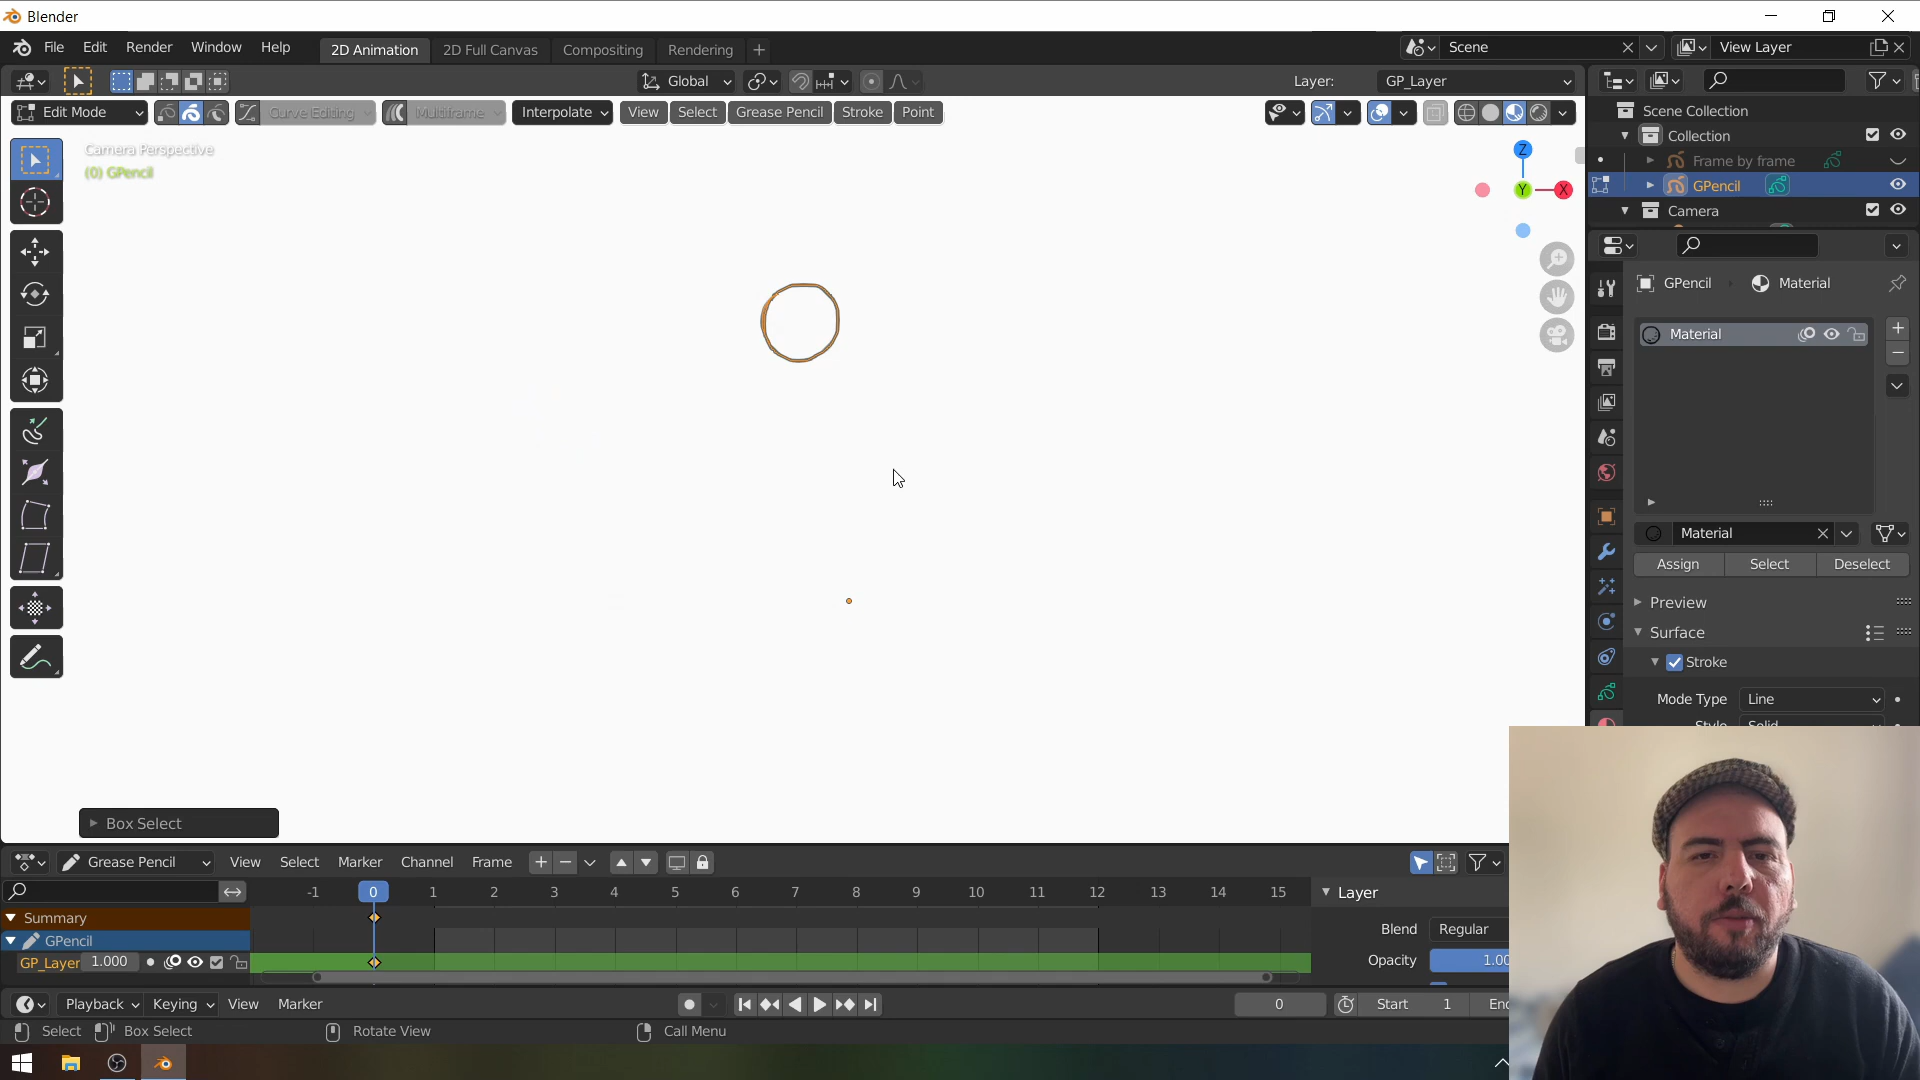 Blender
File Edit Render Window Help 2D Animation 2D Full Canvas Compositing Rendering Scene View Layer
Global Layer: GP_Layer
Edit Mode Curve Editing Multiframe Interpolate View Select Grease Pencil Stroke Point
Scene Collection
Collection
Camera Perspective
(0) GPencil
Frame by frame
Z
GPencil
Y X
Camera
GPencil Material
Material
Material
Assign Select Deselect
Preview
Surface
Stroke
Mode Type Line
Style Solid
Box Select
Grease Pencil View Select Marker Channel Frame
-1 0 1 2 3 4 5 6 7 8 9 10 11 12 13 14 15 Layer
Summary
Blend Regular
GPencil
GP_Layer 1.000 Opacity 1.00
Playback Keying View Marker 0 Start 1 End
Select Box Select Rotate View Call Menu